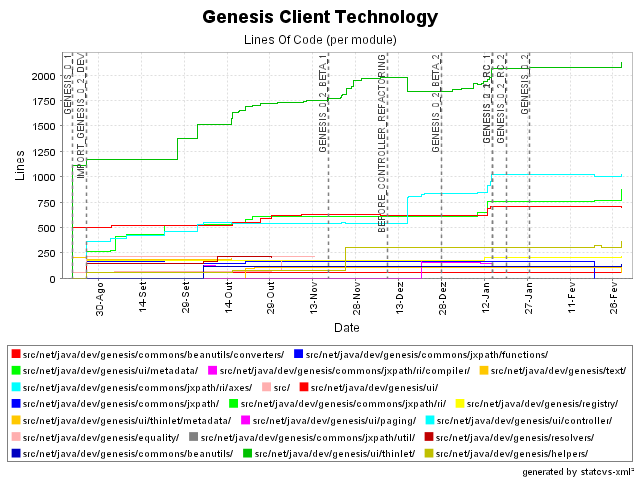 Genesis Client Technology
Lines Of Code (per module)
GENESIS_0_1
IMPORT_GENESIS_DEV
GENESIS_0_2_BETA_1
BEFORE_CONTROLLER_REFACTORING
GENESIS_0_2_BETA_2
GENESIS_0_2_RC_1
GENESIS_0_2_RC_2
GENESIS_0_2
2000
1750
1500
1250
1000
750
500
250
0
Lines
30-Ago 14-Set 29-Set 14-Out 29-Out 13-Nov 28-Nov 13-Dez 28-Dez 12-Jan 27-Jan 11-Fev 26-Fev
Date
src/net/java/dev/genesis/commons/beanutils/converters/ src/net/java/dev/genesis/commons/jxpath/functions/
src/net/java/dev/genesis/ui/metadata/ src/net/java/dev/genesis/commons/jxpath/ri/compiler/ src/net/java/dev/genesis/text/
src/net/java/dev/genesis/commons/jxpath/ri/axes/ src/ src/net/java/dev/genesis/ui/
src/net/java/dev/genesis/commons/jxpath/ src/net/java/dev/genesis/commons/jxpath/ri/ src/net/java/dev/genesis/registry/
src/net/java/dev/genesis/ui/thinlet/metadata/ src/net/java/dev/genesis/ui/paging/ src/net/java/dev/genesis/ui/controller/
src/net/java/dev/genesis/equality/ src/net/java/dev/genesis/commons/jxpath/util/ src/net/java/dev/genesis/resolvers/
src/net/java/dev/genesis/commons/beanutils/ src/net/java/dev/genesis/ui/thinlet/ src/net/java/dev/genesis/helpers/
generated by statcvs-xml²